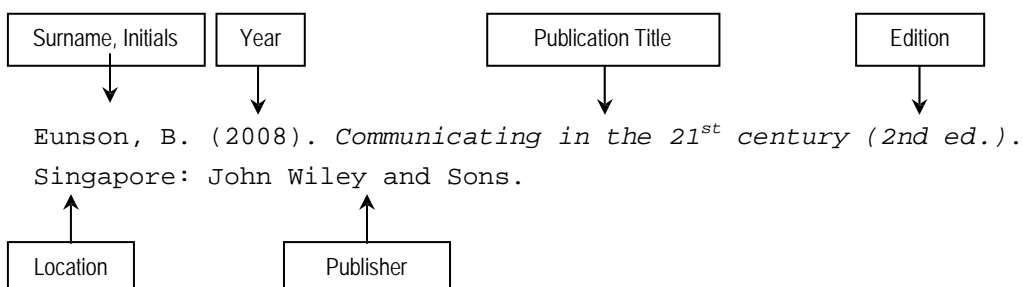 Surname, Initials Year Publication Title Edition
Eunson, B. (2008). Communicating in the 21st century (2nd ed.).
Singapore: John Wiley and Sons.
Location Publisher